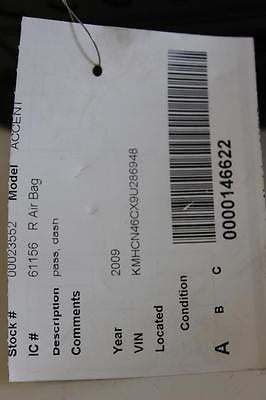 Stock # 00023552 Model ACCENT
IC # 61156 R Air Bag
Description pass, dash
Comments
Year 2009
VIN KMHCN46CX9U286948
Located
Condition
A B C
0000146622